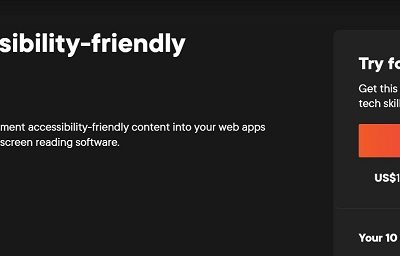 sibility-friendly
Try fo
Get this
tech skil
ment accessibility-friendly content into your web apps
screen reading software.
US$1
Your 10